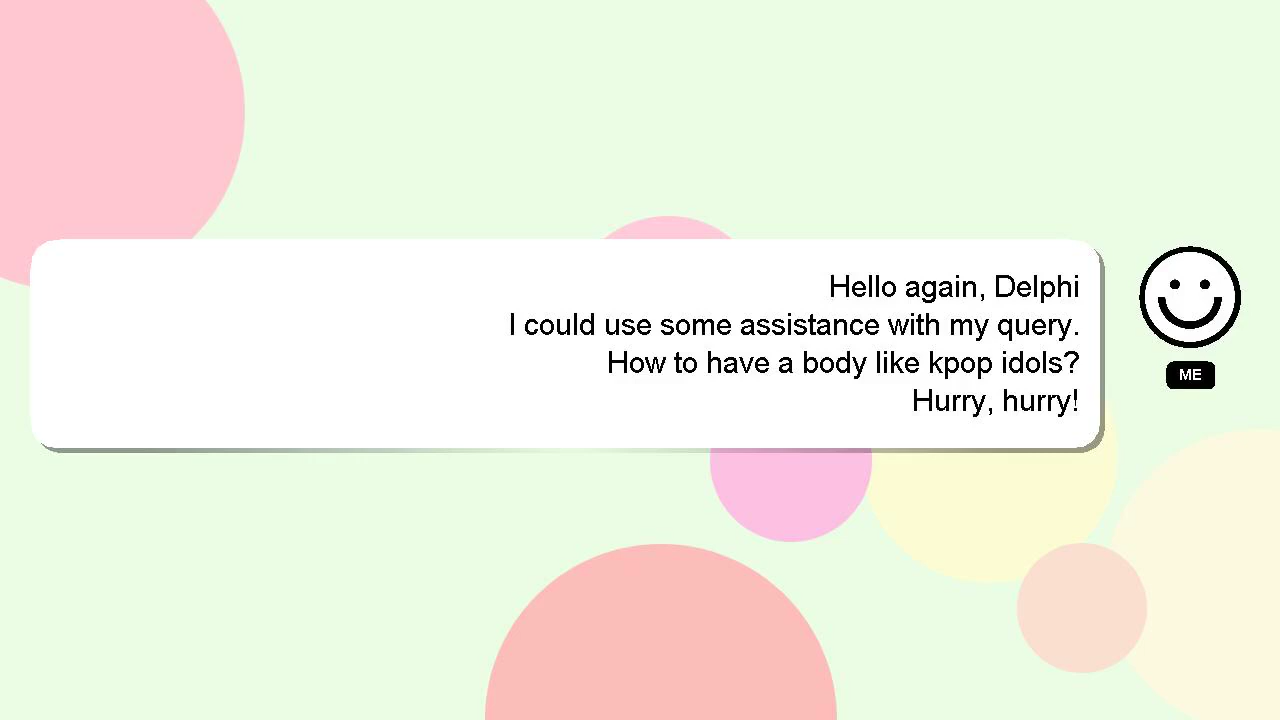 Hello again, Delphi
I could use some assistance with my query.
How to have a body like kpop idols?
Hurry, hurry!
ME